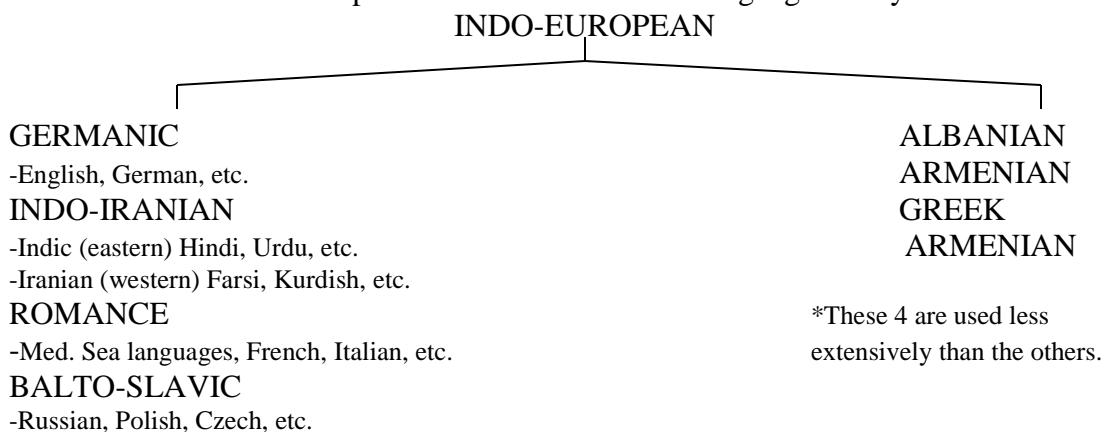 INDO-EUROPEAN
GERMANIC
-English, German, etc.
INDO-IRANIAN
-Indic (eastern) Hindi, Urdu, etc.
-Iranian (western) Farsi, Kurdish, etc.
ROMANCE
-Med. Sea languages, French, Italian, etc.
BALTO-SLAVIC
-Russian, Polish, Czech, etc.
ALBANIAN
ARMENIAN
GREEK
ARMENIAN
*These 4 are used less
extensively than the others.